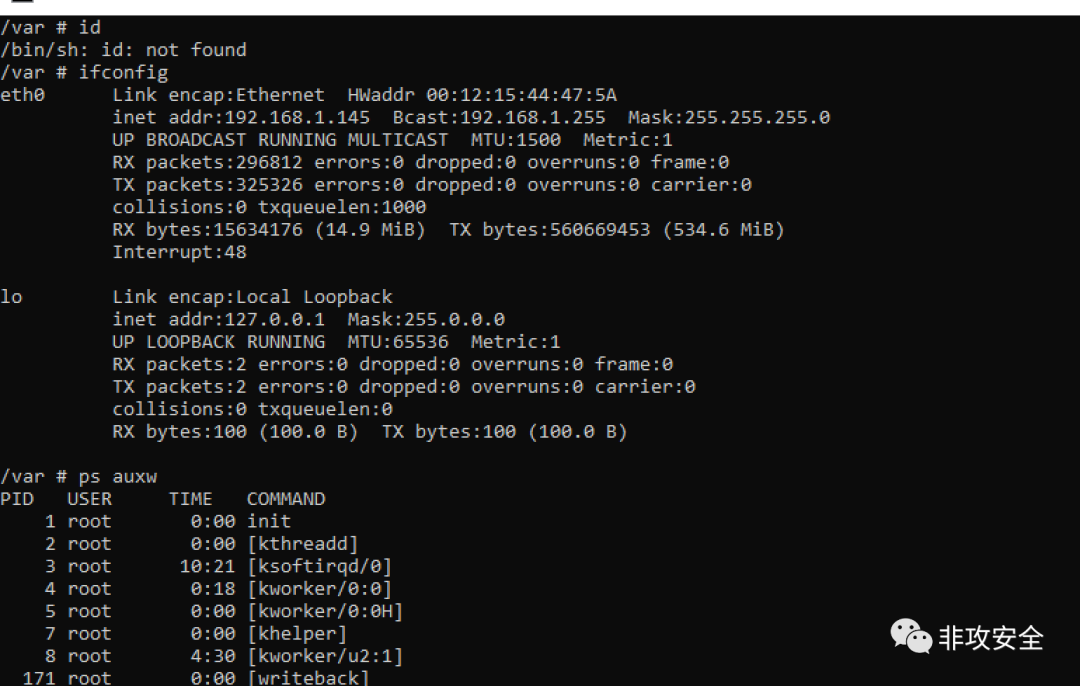 /var # id
/bin/sh: id: not found
/var # ifconfig
eth0      Link encap:Ethernet  HWaddr 00:12:15:44:47:5A
          inet addr:192.168.1.145  Bcast:192.168.1.255  Mask:255.255.255.0
          UP BROADCAST RUNNING MULTICAST  MTU:1500  Metric:1
          RX packets:296812 errors:0 dropped:0 overruns:0 frame:0
          TX packets:325326 errors:0 dropped:0 overruns:0 carrier:0
          collisions:0 txqueuelen:1000
          RX bytes:15634176 (14.9 MiB)  TX bytes:560669453 (534.6 MiB)
          Interrupt:48
lo        Link encap:Local Loopback
          inet addr:127.0.0.1  Mask:255.0.0.0
          UP LOOPBACK RUNNING  MTU:65536  Metric:1
          RX packets:2 errors:0 dropped:0 overruns:0 frame:0
          TX packets:2 errors:0 dropped:0 overruns:0 carrier:0
          collisions:0 txqueuelen:0
          RX bytes:100 (100.0 B)  TX bytes:100 (100.0 B)
/var # ps auxw
PID   USER     TIME   COMMAND
    1 root       0:00 init
    2 root       0:00 [kthreadd]
    3 root      10:21 [ksoftirqd/0]
    4 root       0:18 [kworker/0:0]
    5 root       0:00 [kworker/0:0H]
    7 root       0:00 [khelper]
    8 root       4:30 [kworker/u2:1]
  171 root       0:00 [writeback]
非攻安全